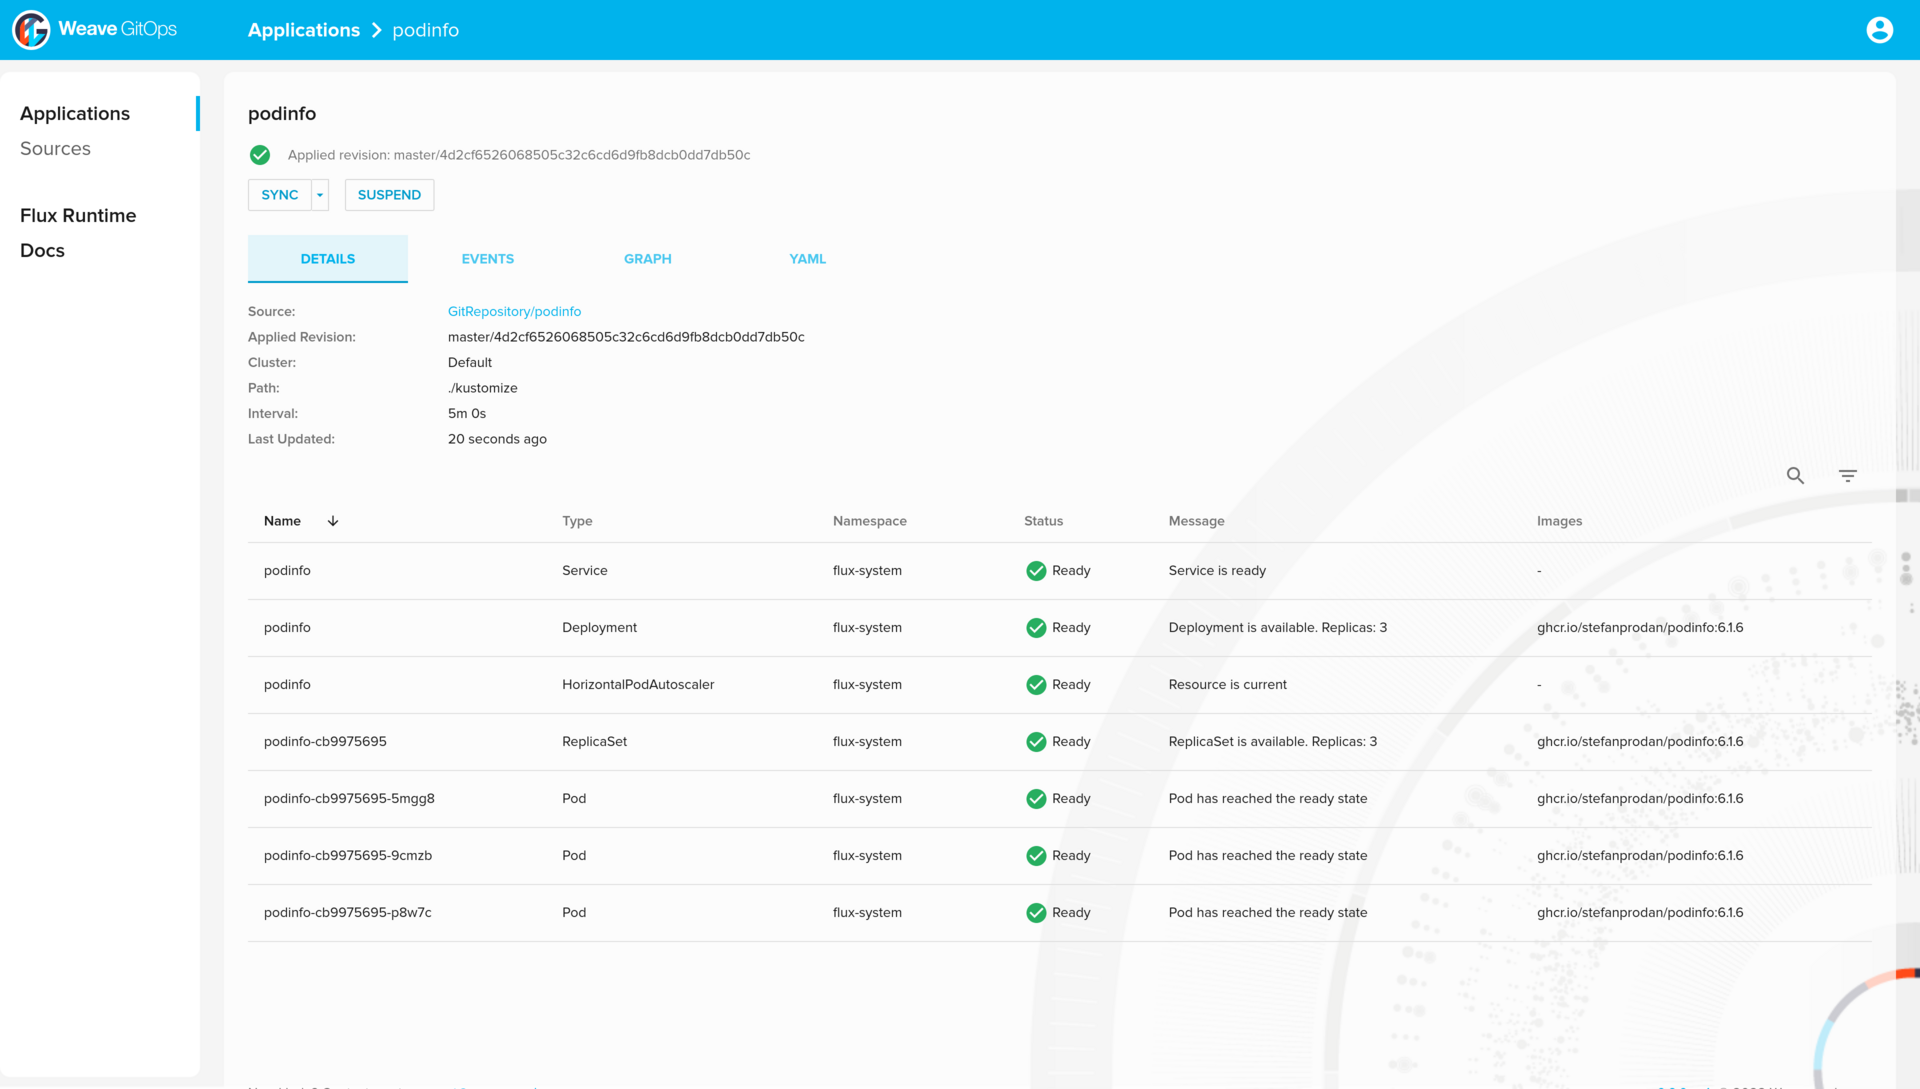 Weave GitOps
Applications > podinfo
Applications
Sources
Flux Runtime
Docs
podinfo
Applied revision: master/4d2cf6526068505c32c6cd6d9fb8dcb0dd7db50c
SYNC
SUSPEND
DETAILS EVENTS GRAPH YAML
Source: GitRepository/podinfo
Applied Revision: master/4d2cf6526068505c32c6cd6d9fb8dcb0dd7db50c
Cluster: Default
Path: ./kustomize
Interval: 5m 0s
Last Updated: 20 seconds ago
Name Type Namespace Status Message Images
podinfo Service flux-system Ready Service is ready -
podinfo Deployment flux-system Ready Deployment is available. Replicas: 3 ghcr.io/stefanprodan/podinfo:6.1.6
podinfo HorizontalPodAutoscaler flux-system Ready Resource is current -
podinfo-cb9975695 ReplicaSet flux-system Ready ReplicaSet is available. Replicas: 3 ghcr.io/stefanprodan/podinfo:6.1.6
podinfo-cb9975695-5mgg8 Pod flux-system Ready Pod has reached the ready state ghcr.io/stefanprodan/podinfo:6.1.6
podinfo-cb9975695-9cmzb Pod flux-system Ready Pod has reached the ready state ghcr.io/stefanprodan/podinfo:6.1.6
podinfo-cb9975695-p8w7c Pod flux-system Ready Pod has reached the ready state ghcr.io/stefanprodan/podinfo:6.1.6